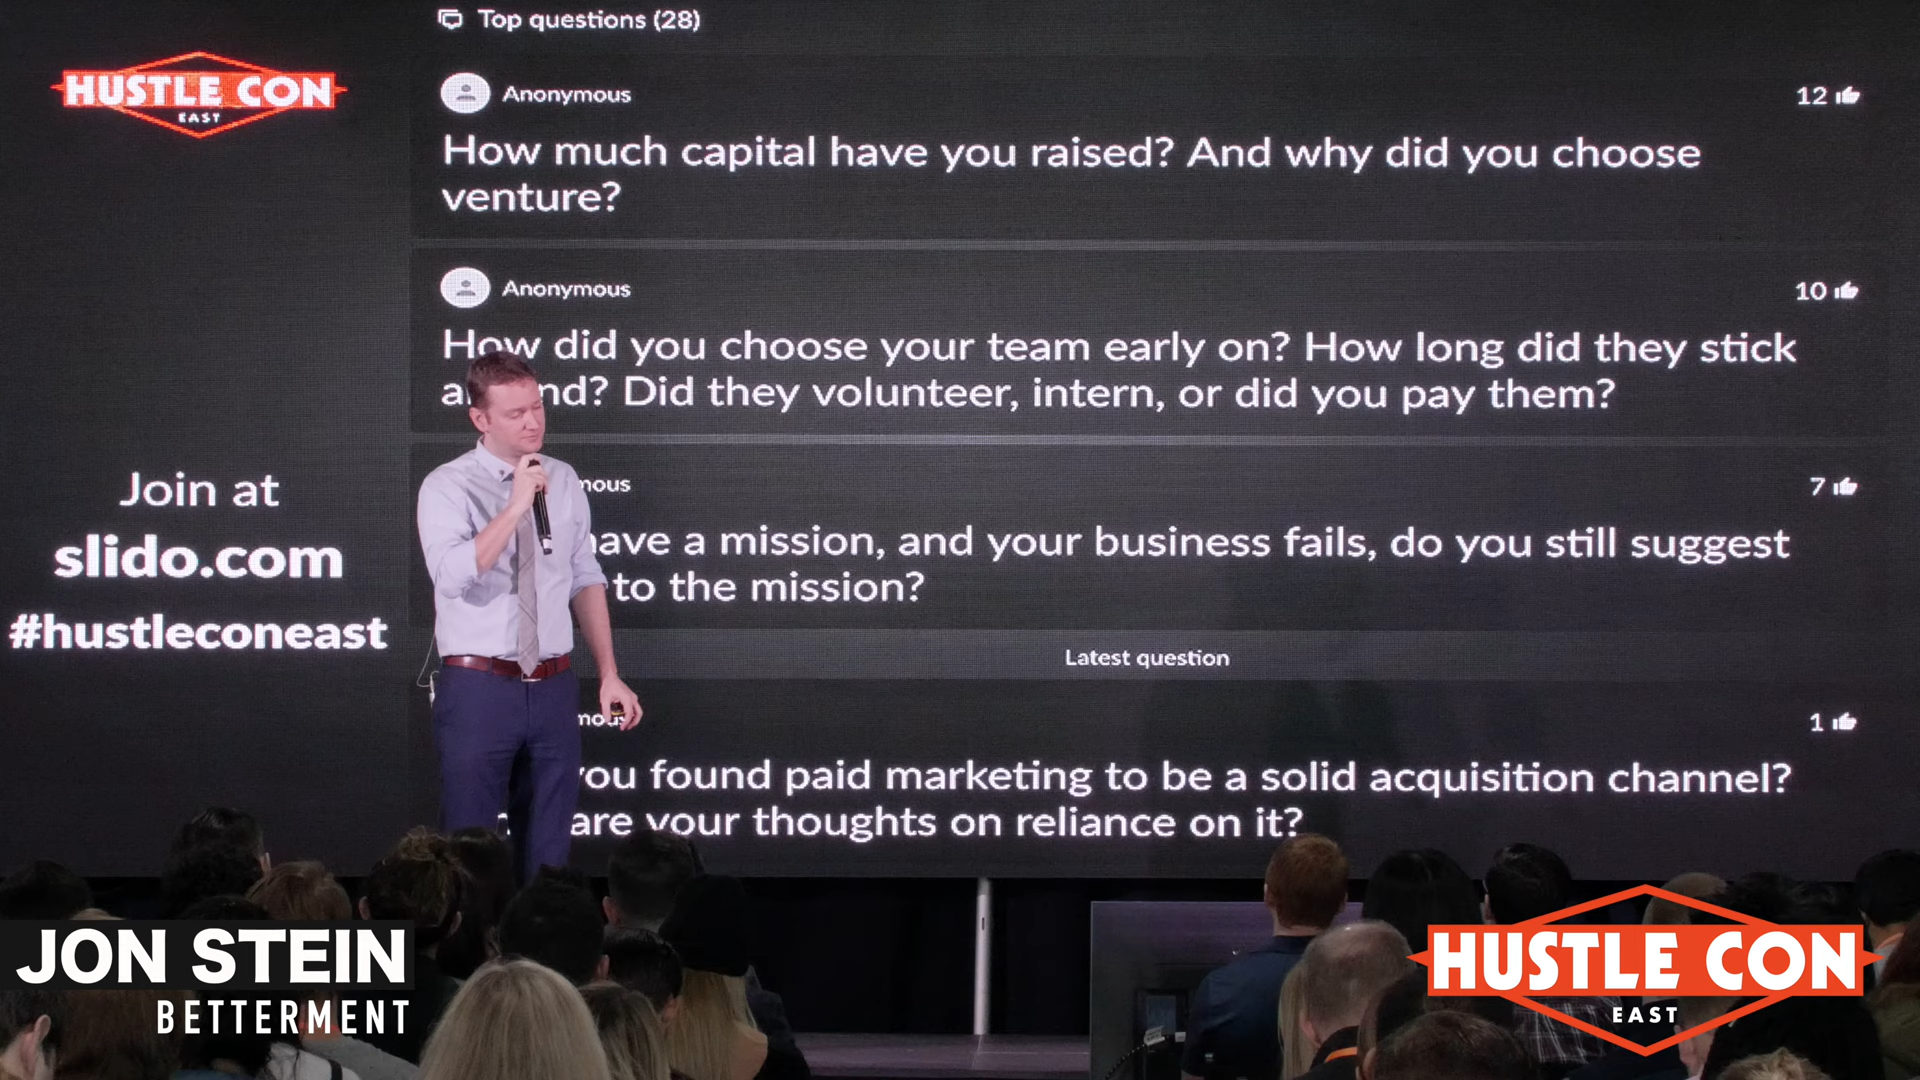 Top questions (28)
HUSTLE CON
EAST
Anonymous
12
How much capital have you raised? And why did you choose
venture?
Anonymous
10
How did you choose your team early on? How long did they stick
nd? Did they volunteer, intern, or did you pay them?
7
have a mission, and your business fails, do you still suggest
to the mission?
Join at
slido.com
#hustleconeast
Latest question
1
you found paid marketing to be a solid acquisition channel?
are your thoughts on reliance on it?
JON STEIN
BETTERMENT
HUSTLE CON
EAST